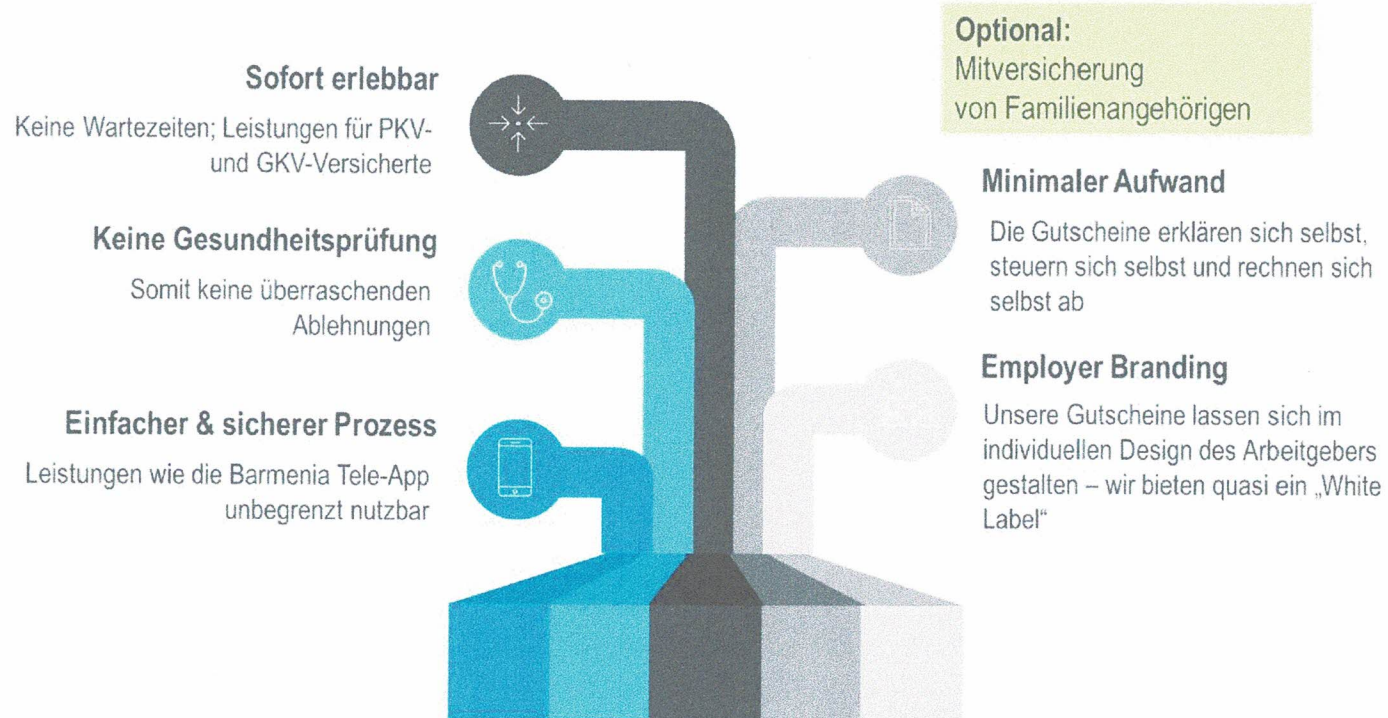 Sofort erlebbar
Keine Wartezeiten; Leistungen für PKV-
und GKV-Versicherte
Keine Gesundheitsprüfung
Somit keine überraschenden
Ablehnungen
Einfacher & sicherer Prozess
Leistungen wie die Barmenia Tele-App
unbegrenzt nutzbar
Optional:
Mitversicherung
von Familienangehörigen
Minimaler Aufwand
Die Gutscheine erklären sich selbst,
steuern sich selbst und rechnen sich
selbst ab
Employer Branding
Unsere Gutscheine lassen sich im
individuellen Design des Arbeitgebers
gestalten – wir bieten quasi ein „White
Label“